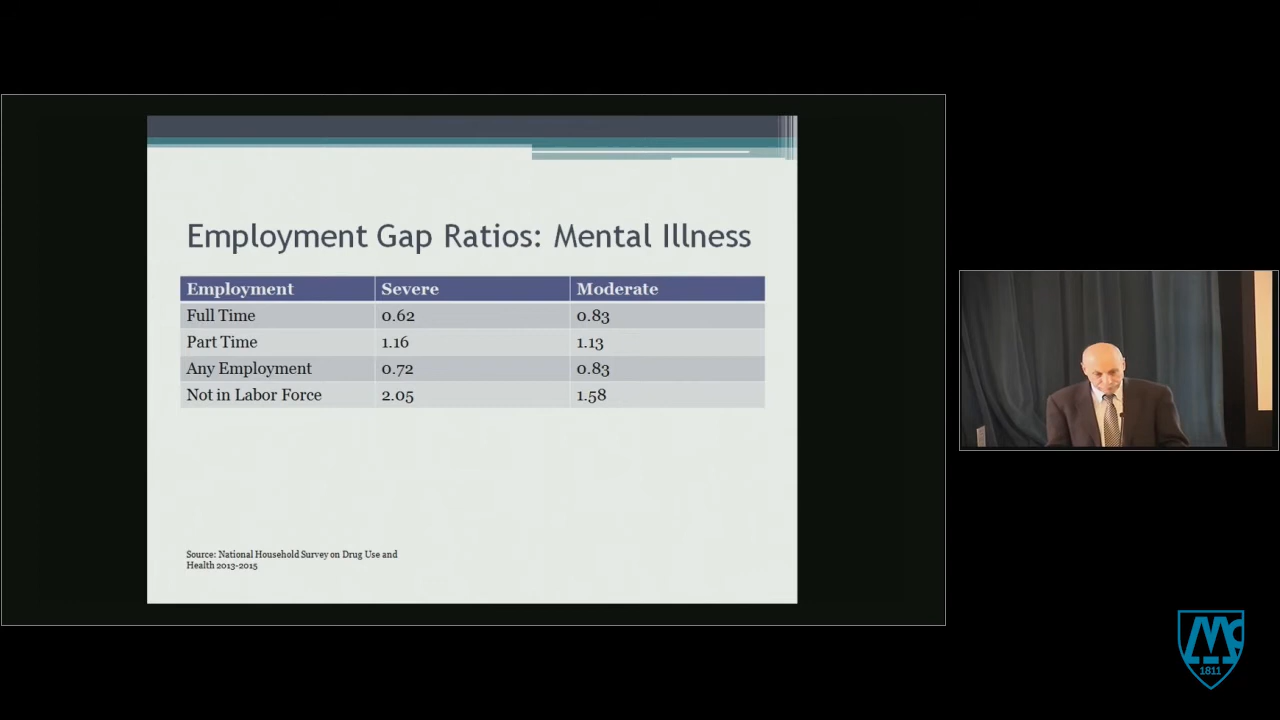 Employment Gap Ratios: Mental Illness
Employment Severe Moderate
Full Time 0.62 0.83
Part Time 1.16 1.13
Any Employment 0.72 0.83
Not in Labor Force 2.05 1.58
Source: National Household Survey on Drug Use and
Health 2013-2015
Mc
1811